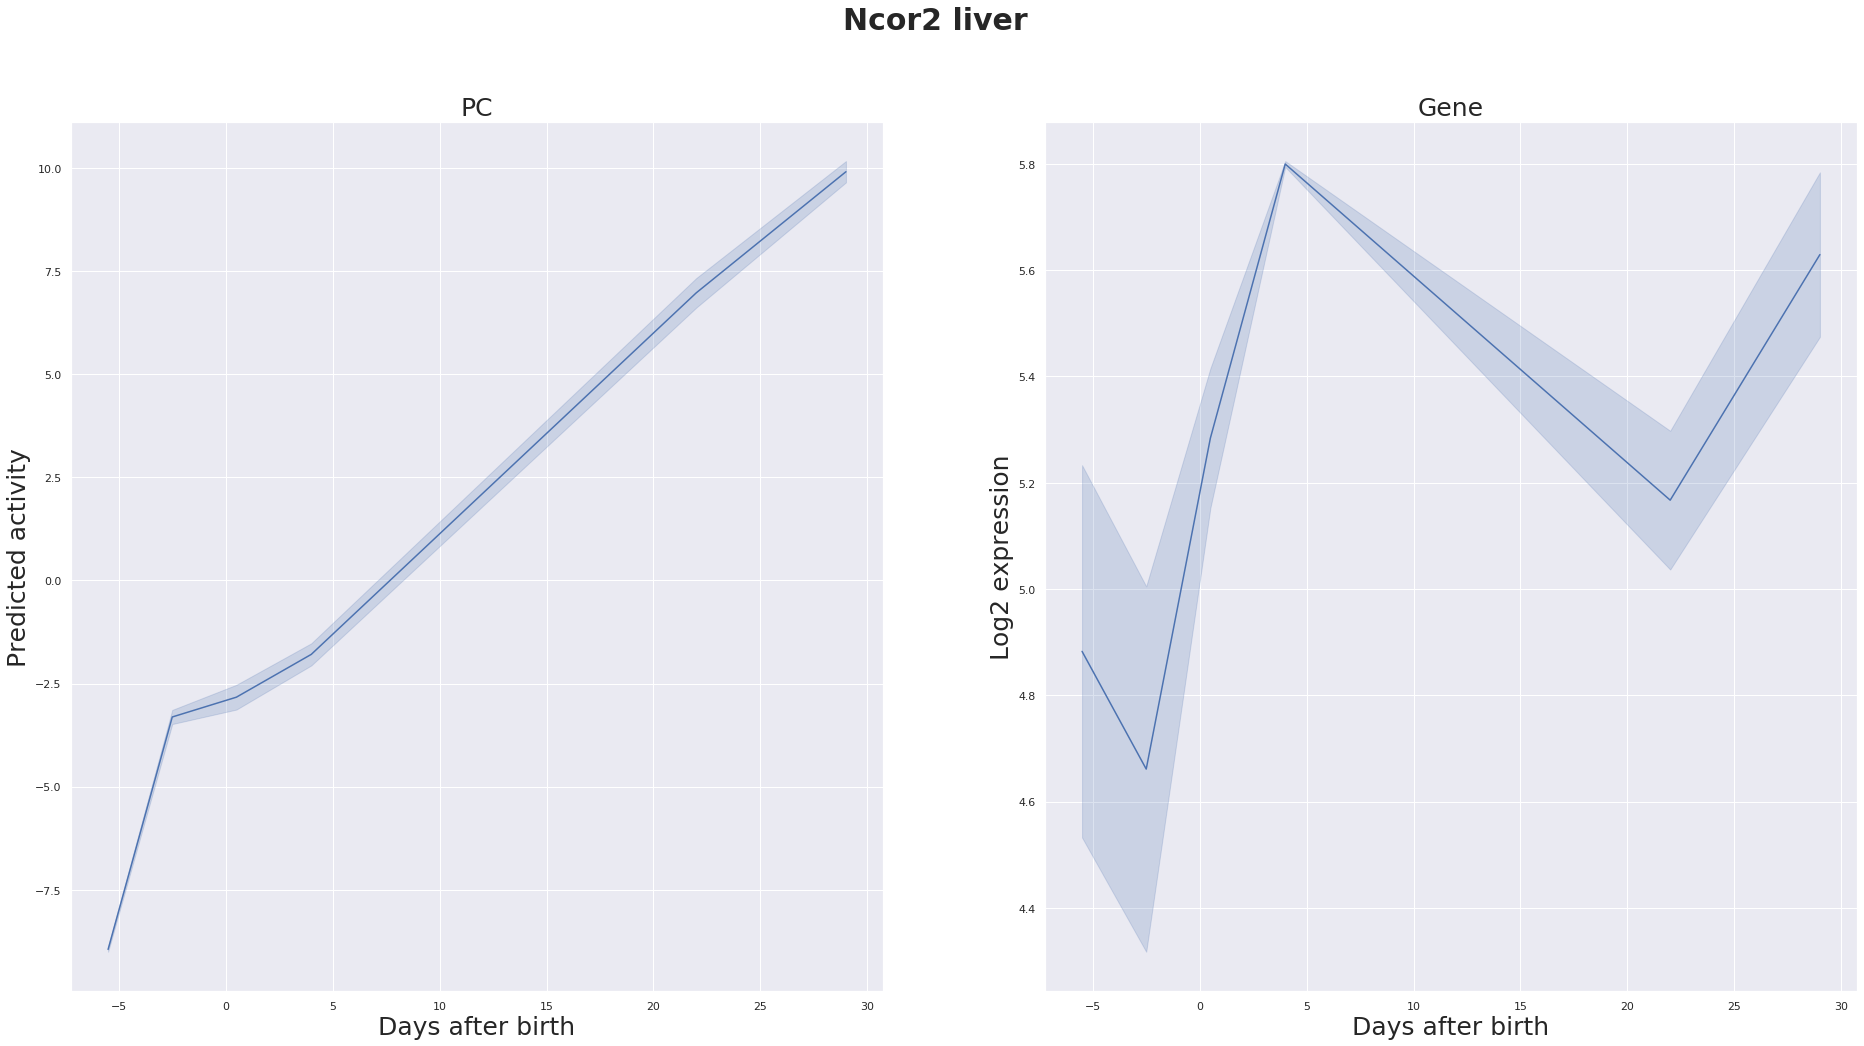 Ncor2 liver
PC
Predicted activity
10.0
7.5
5.0
2.5
0.0
−2.5
−5.0
−7.5
−5 0 5 10 15 20 25 30
Days after birth
Gene
Log2 expression
5.8
5.6
5.4
5.2
5.0
4.8
4.6
4.4
−5 0 5 10 15 20 25 30
Days after birth